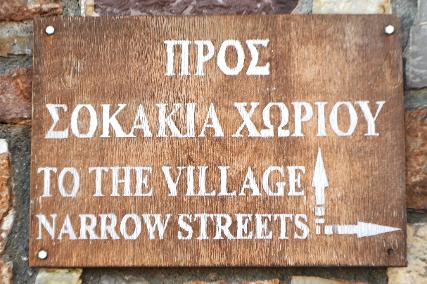 ΠΡΟΣ
ΣΟΚΑΚΙΑ ΧΩΡΙΟΥ
TO THE VILLAGE
NARROW STREETS